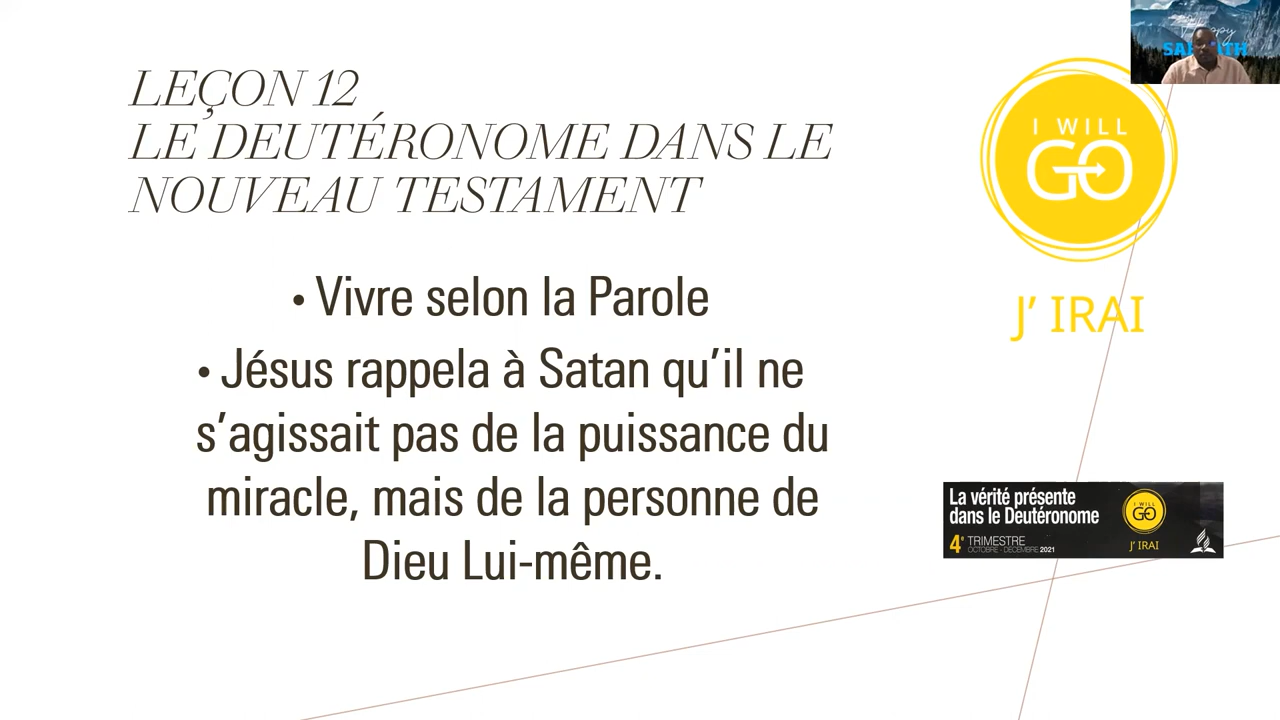 LEÇON 12
LE DEUTÉRONOME DANS LE
NOUVEAU TESTAMENT
• Vivre selon la Parole
• Jésus rappela à Satan qu’il ne
s’agissait pas de la puissance du
miracle, mais de la personne de
Dieu Lui-même.
I WILL
GO
J’ IRAI
La vérité présente
dans le Deutéronome
4e TRIMESTRE
OCTOBRE - DÉCEMBRE 2021
I WILL
GO
J’ IRAI